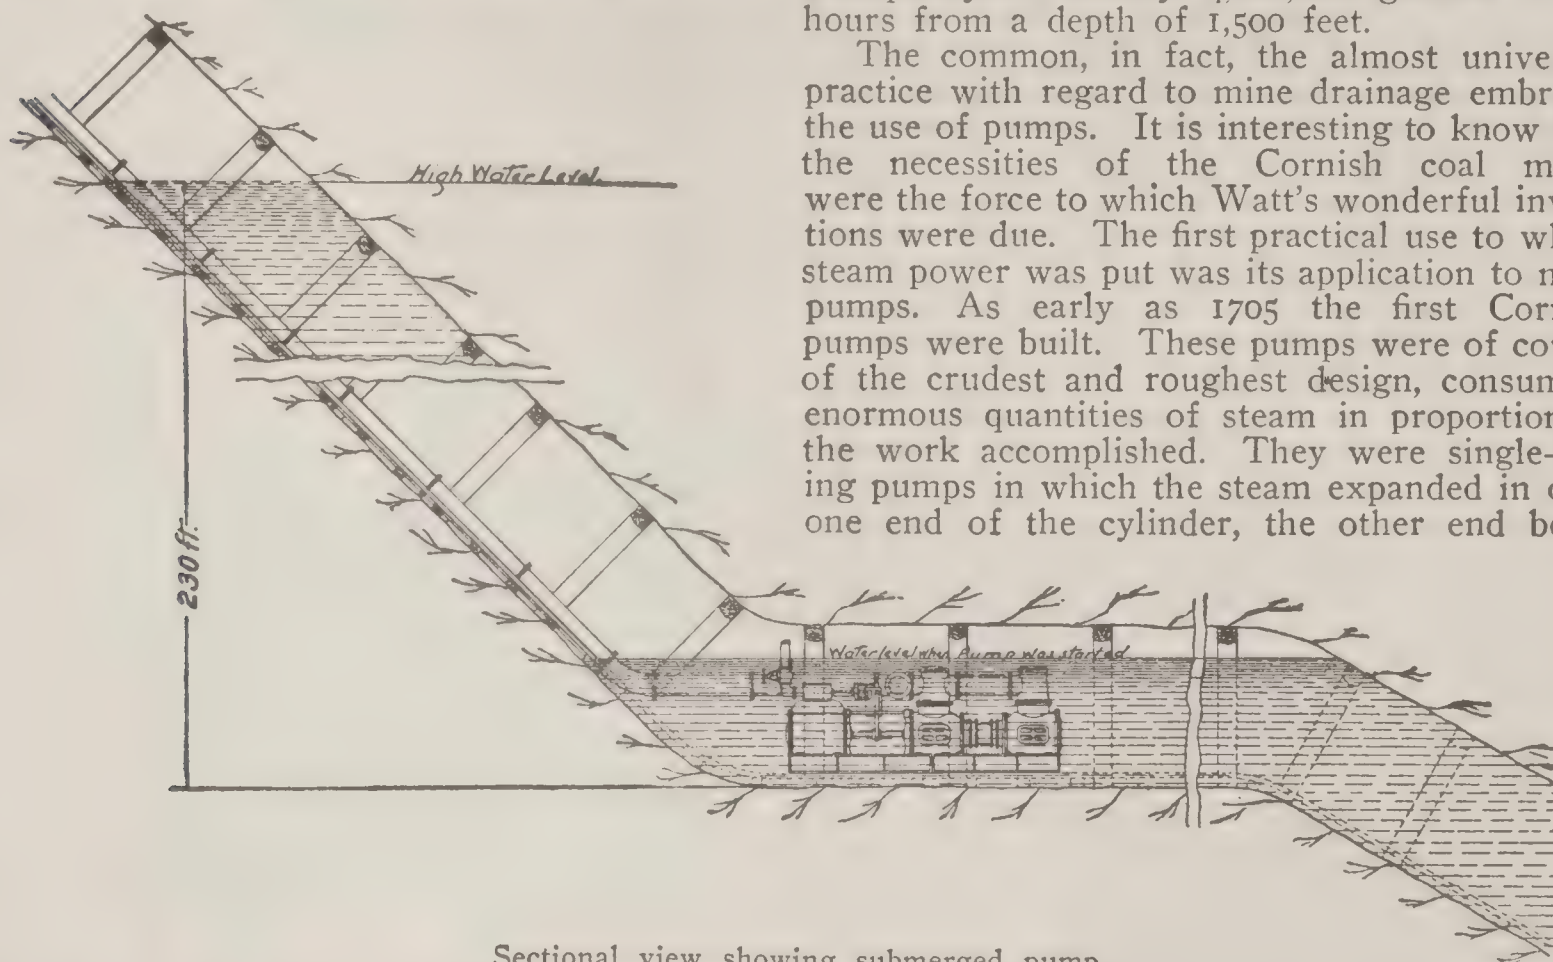 hours from a depth of 1,500 feet.
The common, in fact, the almost unive
practice with regard to mine drainage embr
the use of pumps. It is interesting to know
the necessities of the Cornish coal m
were the force to which Watt's wonderful inv
tions were due. The first practical use to wh
steam power was put was its application to m
pumps. As early as 1705 the first Corn
pumps were built. These pumps were of co
of the crudest and roughest design, consum
enormous quantities of steam in proportion
the work accomplished. They were single-
ing pumps in which the steam expanded in o
one end of the cylinder, the other end be
High Water Level.
230 ft.
Water level when Pump was started
Sectional view showing submerged pump